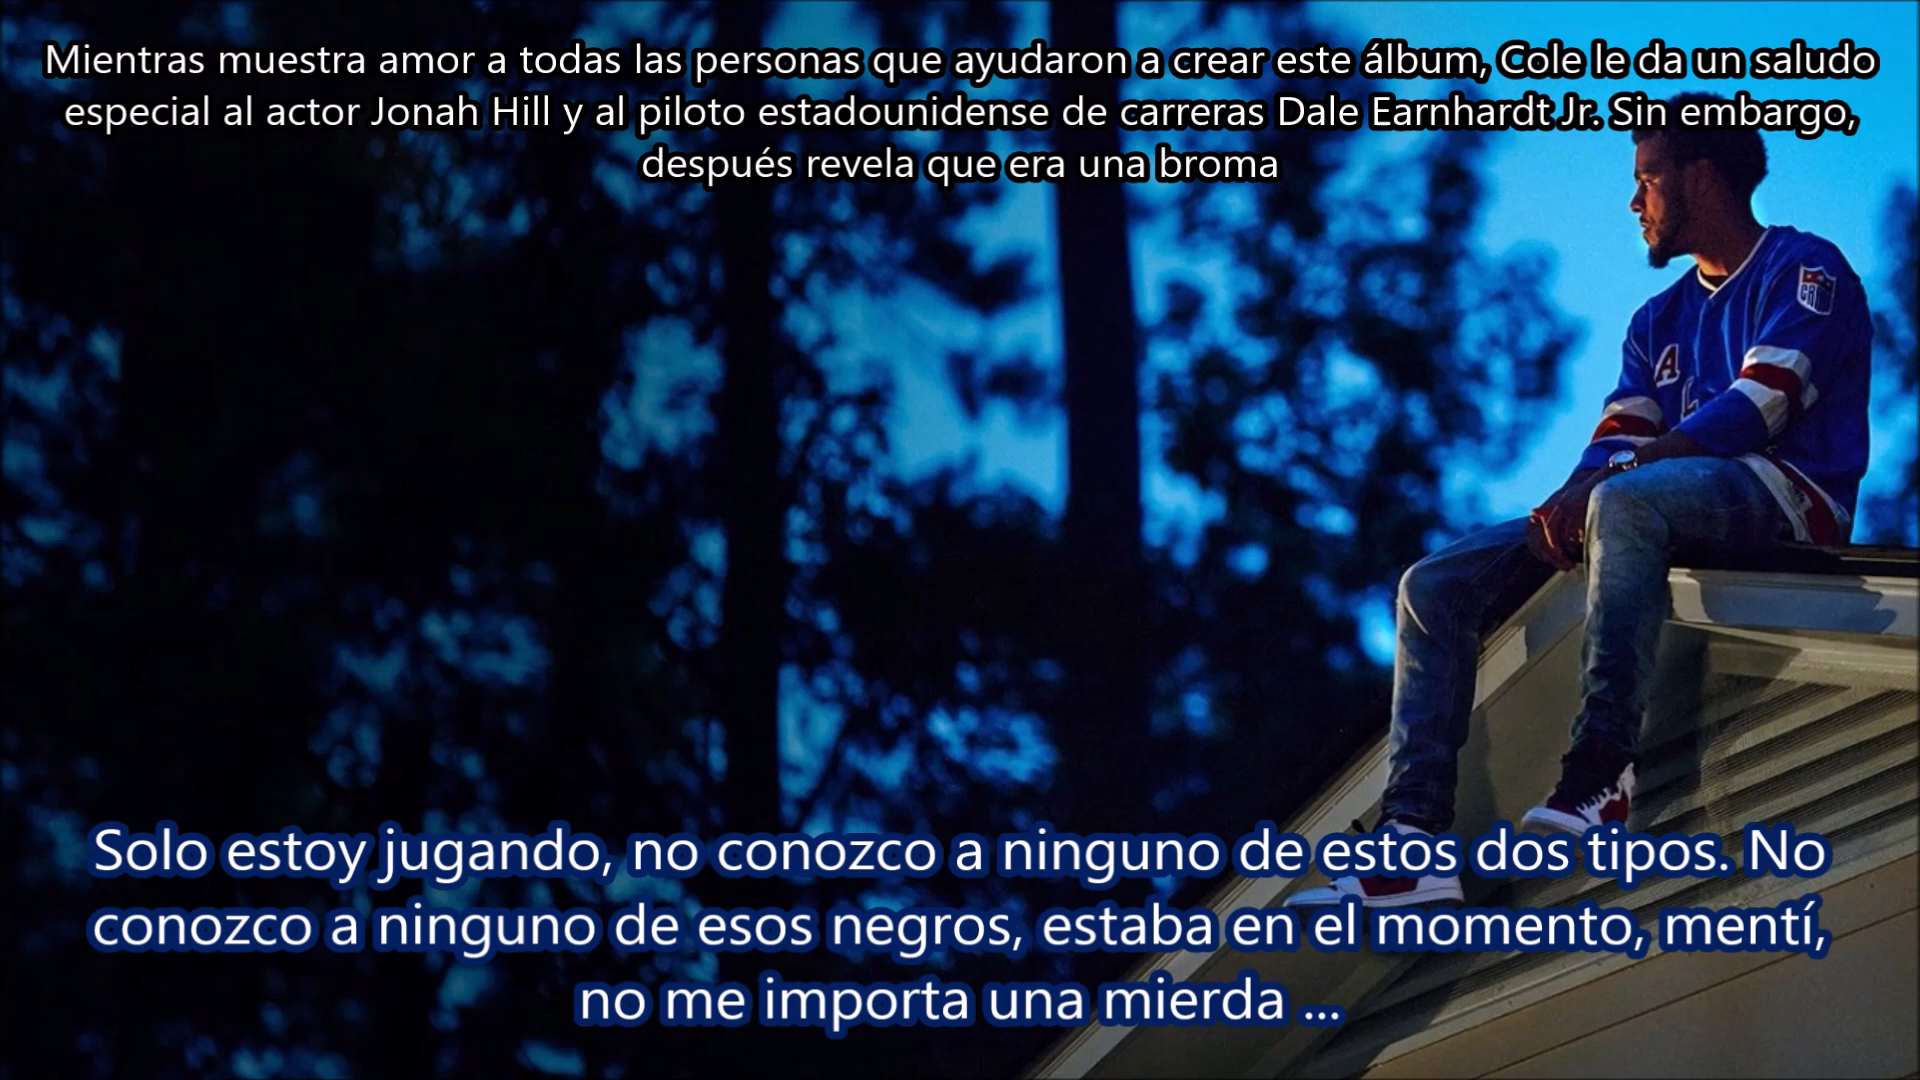 Mientras muestra amor a todas las personas que ayudaron a crear este álbum, Cole le da un saludo
especial al actor Jonah Hill y al piloto estadounidense de carreras Dale Earnhardt Jr. Sin embargo,
después revela que era una broma
A
Solo estoy jugando, no conozco a ninguno de estos dos tipos. No
conozco a ninguno de esos negros, estaba en el momento, mentí,
no me importa una mierda ...